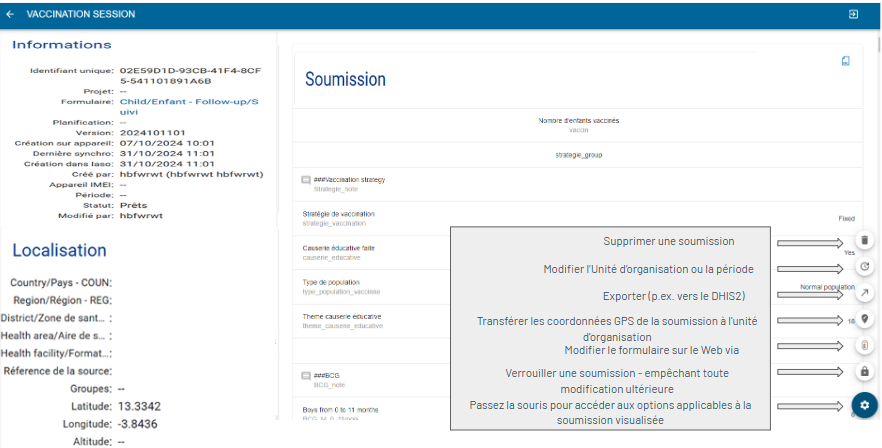 VACCINATION SESSION
Informations
Identifiant unique: 02E59D1D-93CB-41F4-8CF
5-541101891A6B
Projet: --
Formulaire: Child/Enfant - Follow-up/S
uivi
Planification: --
Version: 2024101101
Création sur appareil: 07/10/2024 10:01
Dernière synchro: 31/10/2024 11:01
Création dans Iaso: 31/10/2024 11:01
Créé par: hbfwrwt (hbfwrwt hbfwrwt)
Appareil IMEI: --
Période: --
Statut: Prêts
Modifié par: hbfwrwt
Localisation
Country/Pays - COUN:
Region/Région - REG:
District/Zone de sant... :
Health area/Aire de s... :
Health facility/Format...:
Réference de la source:
Groupes: --
Latitude: 13.3342
Longitude: -3.8436
Altitude: --
Soumission
Nombre d'enfants vaccinés
vaccin
strategie_group
###Vaccination strategy
Strategie_note
Stratégie de vaccination
strategie_vaccination
Fixed
Causerie éducative faite
causerie_educative
Yes
Type de population
type_population_vaccinee
Normal population
Theme causerie éducative
theme_causerie_educative
18
###BCG
BCG_note
Boys from 0 to 11 months
BCG_M_0_11mois
Supprimer une soumission
Modifier l'Unité d'organisation ou la période
Exporter (p.ex. vers le DHIS2)
Transférer les coordonnées GPS de la soumission à l'unité
d'organisation
Modifier le formulaire sur le Web via
Verrouiller une soumission - empêchant toute
modification ultérieure
Passez la souris pour accéder aux options applicables à la
soumission visualisée